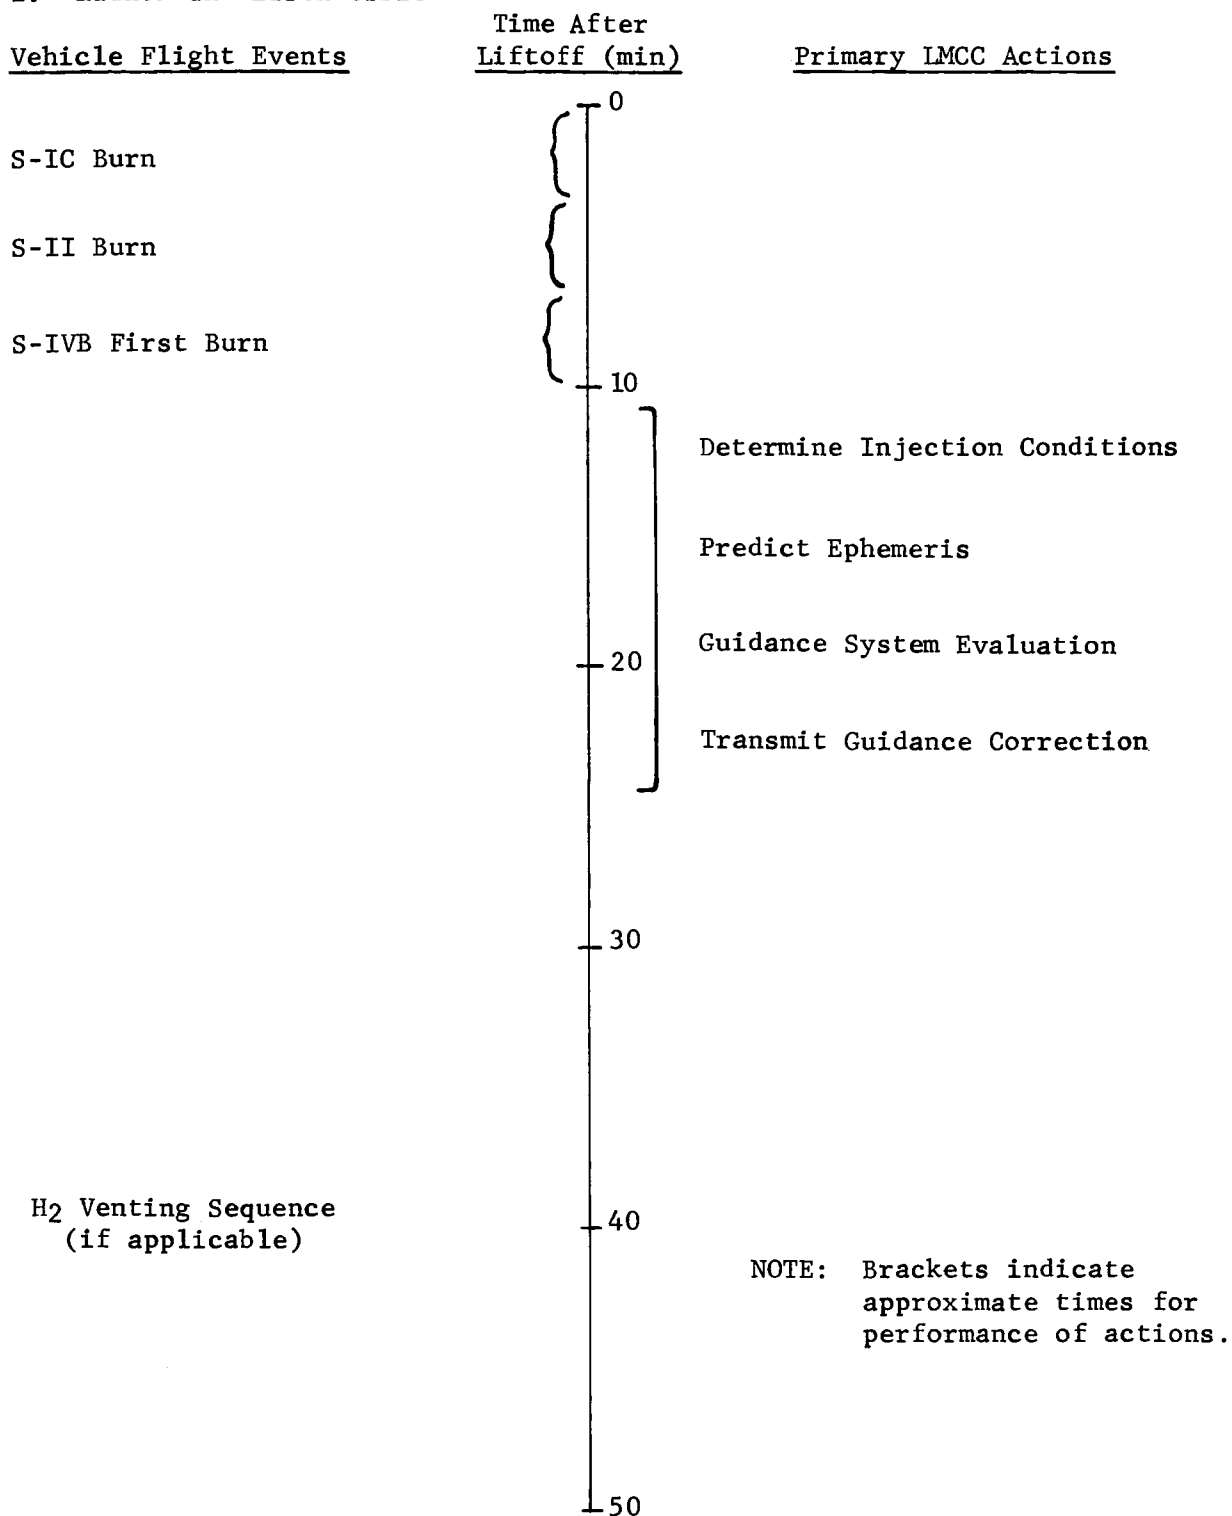 Time After
Vehicle Flight Events Liftoff (min) Primary LMCC Actions
0
S-IC Burn
S-II Burn
S-IVB First Burn
10
Determine Injection Conditions
Predict Ephemeris
Guidance System Evaluation
20
Transmit Guidance Correction
30
H2 Venting Sequence
(if applicable)
40
NOTE: Brackets indicate
approximate times for
performance of actions.
50